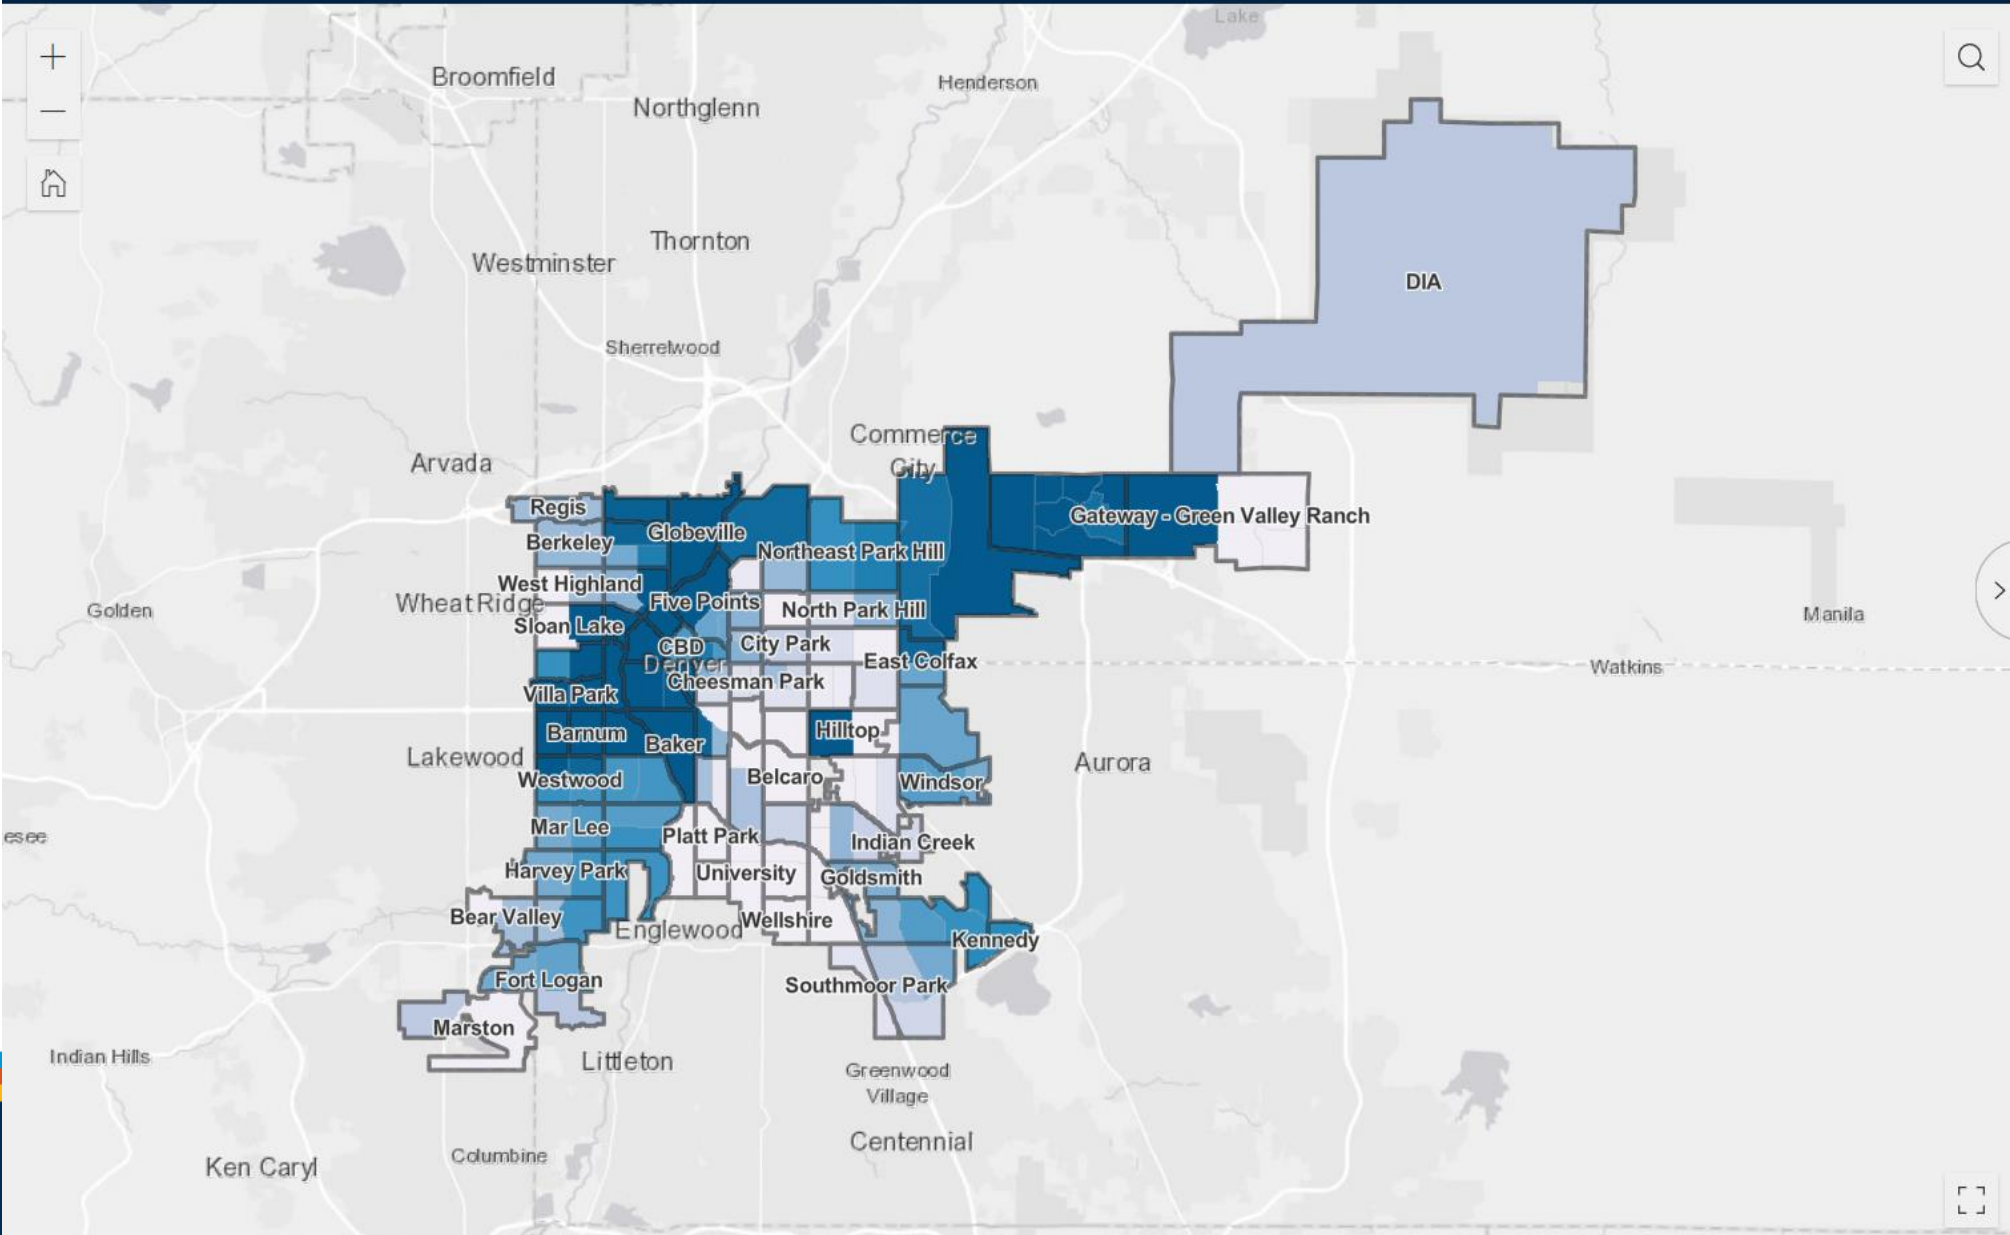 Lake
Broomfield
Henderson
Northglenn
Thornton
Westminster
DIA
Sherrelwood
Commerce
City
Arvada
Regis
Gateway - Green Valley Ranch
Globeville
Berkeley
Northeast Park Hill
West Highland
Wheat Ridge
Five Points
North Park Hill
Golden
Manila
Sloan Lake
CBD
City Park
Denver
East Colfax
Watkins
Cheesman Park
Villa Park
Barnum
Baker
Hilltop
Lakewood
Aurora
Westwood
Belcaro
Windsor
esee
Mar Lee
Platt Park
Indian Creek
Harvey Park
University
Goldsmith
Bear Valley
Englewood
Wellshire
Kennedy
Fort Logan
Southmoor Park
Marston
Indian Hills
Littleton
Greenwood
Village
Centennial
Columbine
Ken Caryl